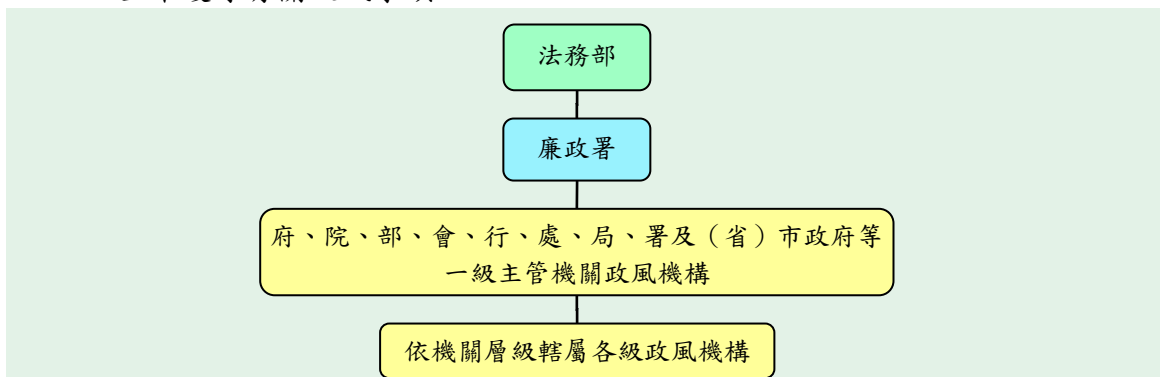 法務部
廉政署
府、院、部、會、行、處、局、署及（省）市政府等
一級主管機關政風機構
依機關層級轄屬各級政風機構